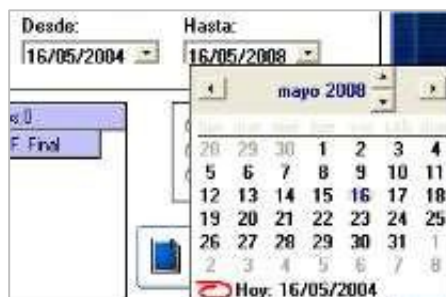 Desde:
Hasta:
16/05/2004
16/05/2008
mayo 2008
F. Final
28 29 30 1 2 3 4
5 6 7 8 9 10 11
12 13 14 15 16 17 18
19 20 21 22 23 24 25
26 27 28 29 30 31 1
2 3 4 5 6 7 8
Hoy: 16/05/2004